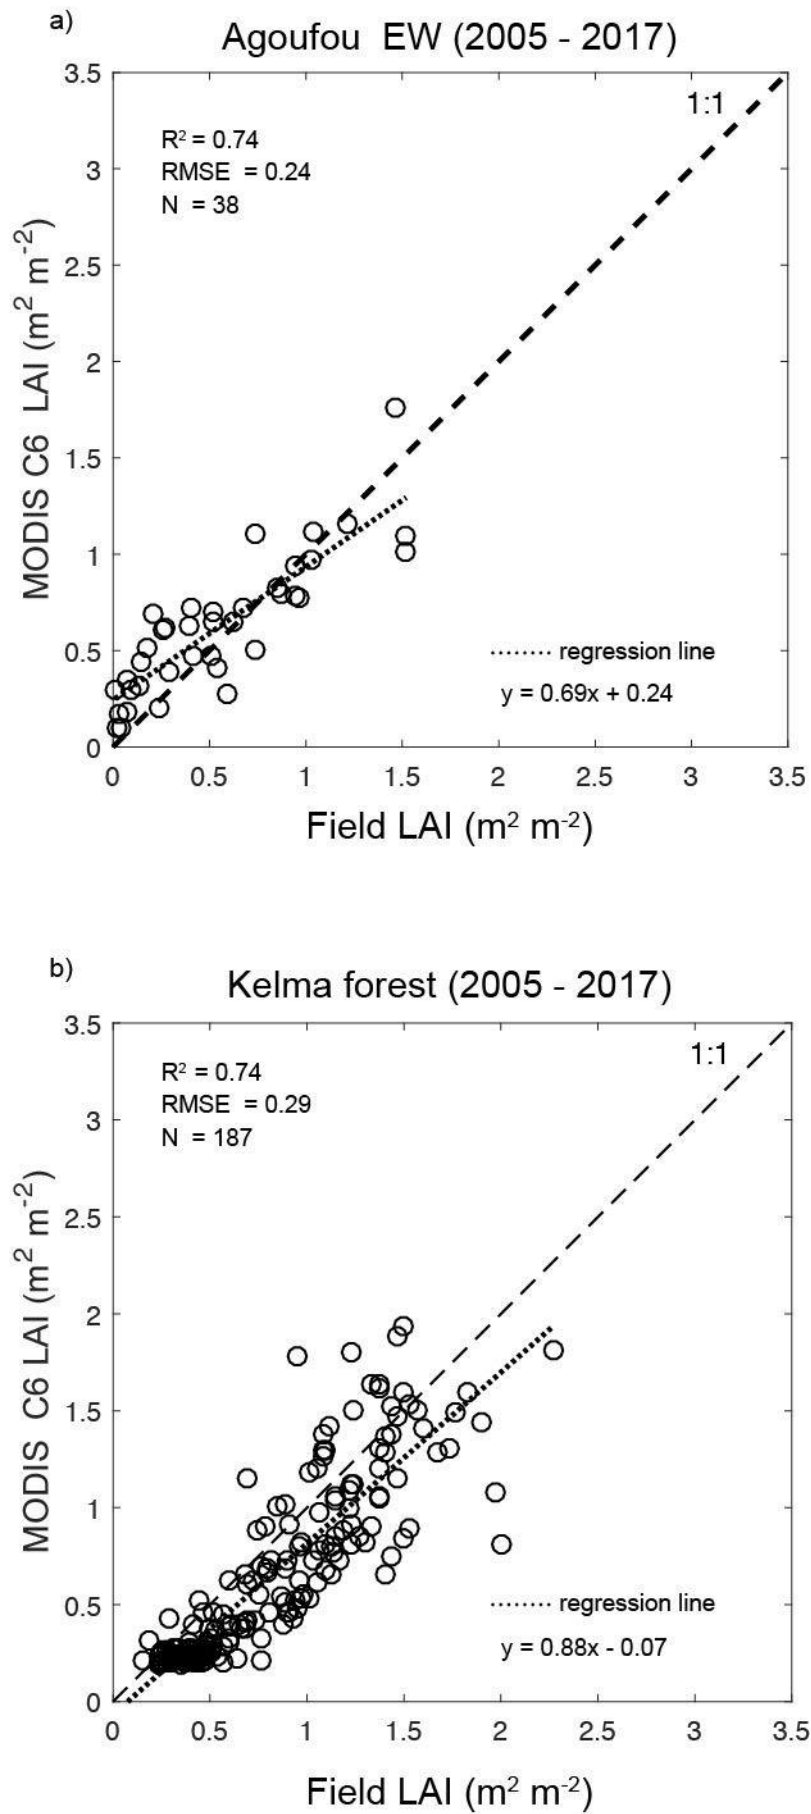 a)
Agoufou EW (2005 - 2017)
3.5
1:1
R² = 0.74
3
RMSE = 0.24
N = 38
2.5
2
1.5
1
0.5
0
MODIS C6 LAI (m² m⁻²)
regression line
y = 0.69x + 0.24
0 0.5 1 1.5 2 2.5 3 3.5
Field LAI (m² m⁻²)
b)
Kelma forest (2005 - 2017)
3.5
1:1
R² = 0.74
RMSE = 0.29
3
N = 187
2.5
2
1.5
1
0.5
0
MODIS C6 LAI (m² m⁻²)
regression line
y = 0.88x - 0.07
0 0.5 1 1.5 2 2.5 3 3.5
Field LAI (m² m⁻²)